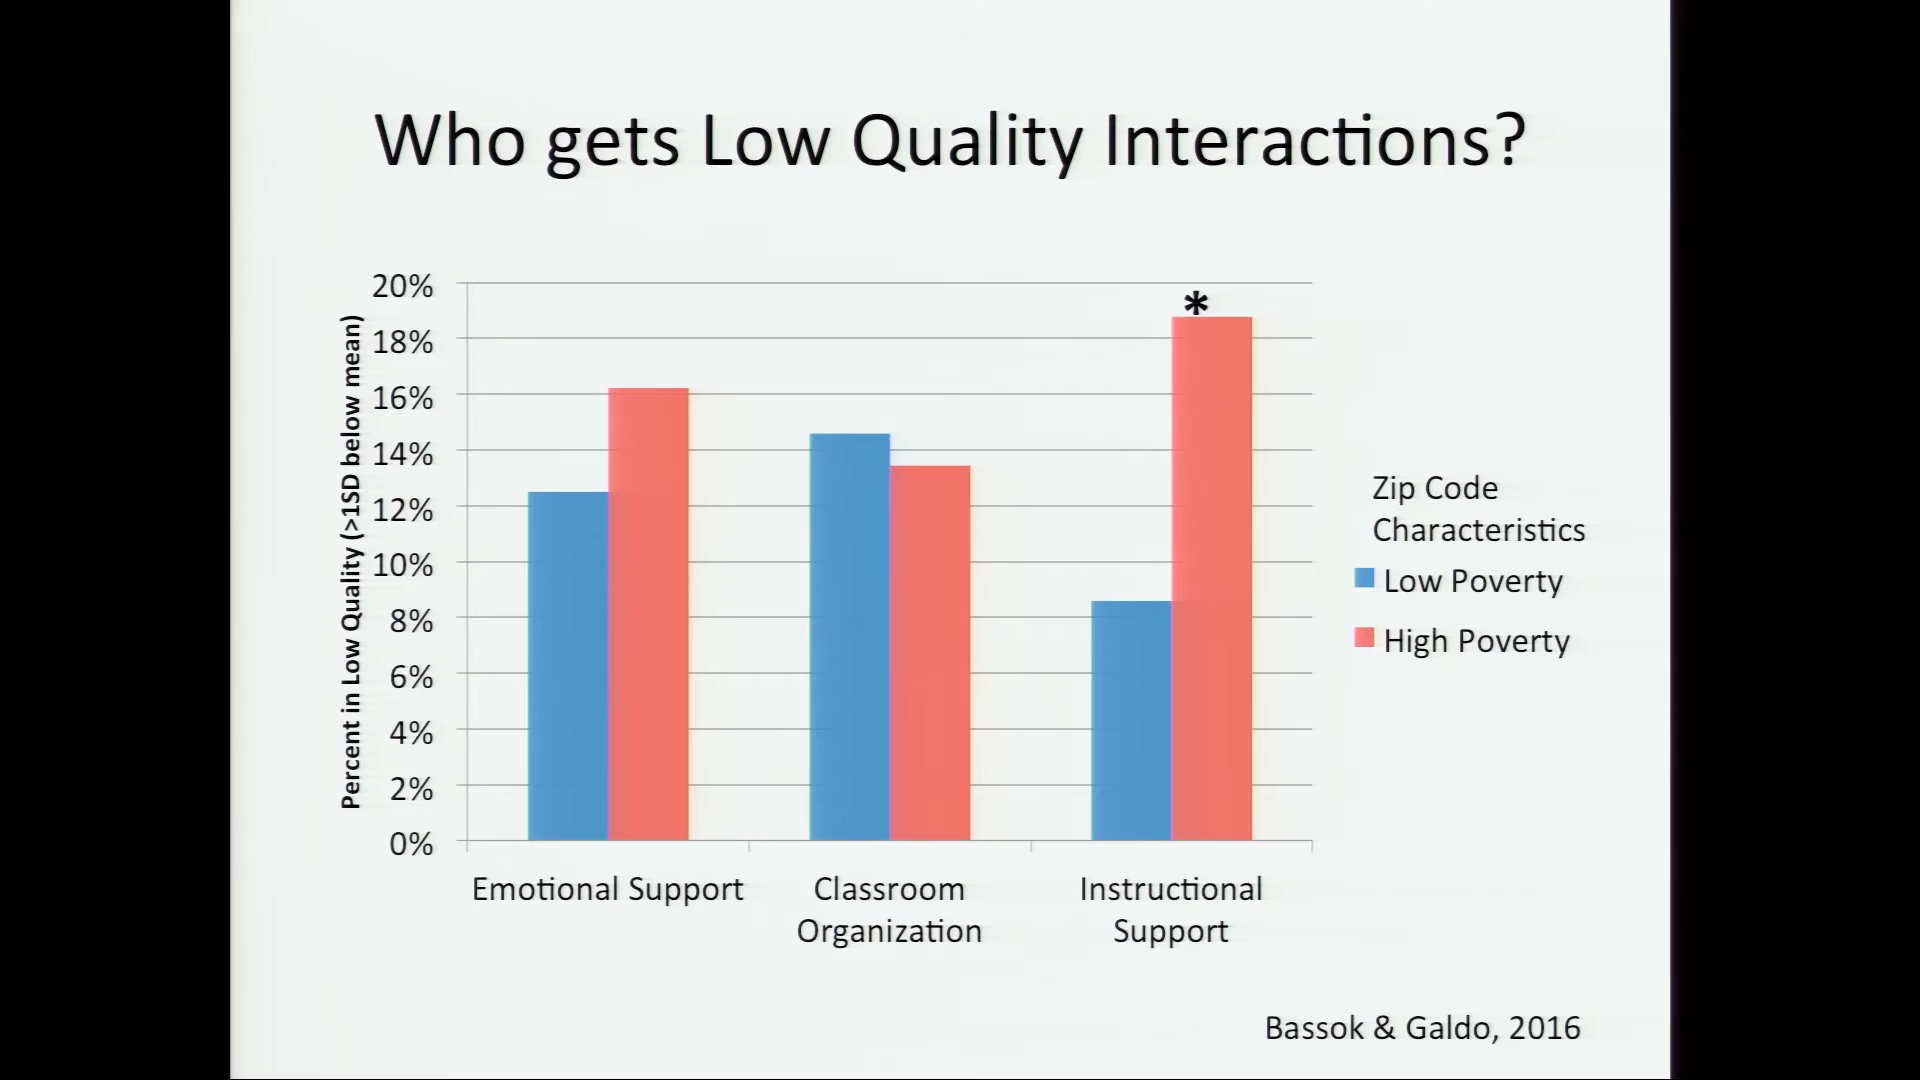 Who gets Low Quality Interactions?
Percent in Low Quality (>1SD below mean)
20%
18%
16%
14%
12%
10%
8%
6%
4%
2%
0%
*
Emotional Support
Classroom
Organization
Instructional
Support
Zip Code
Characteristics
Low Poverty
High Poverty
Bassok & Galdo, 2016